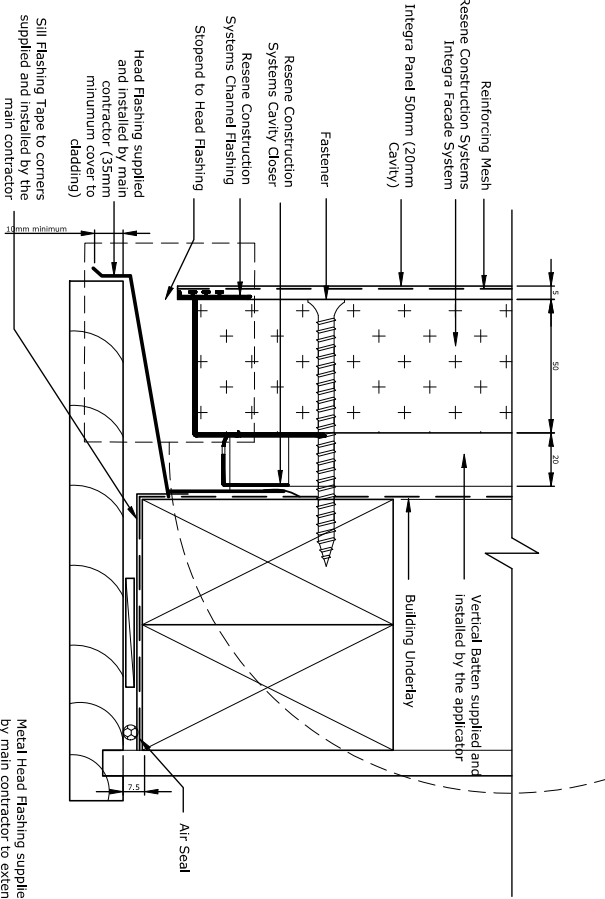 Reinforcing Mesh
Resene Construction Systems
Integra Facade System
Integra Panel 50mm (20mm
Cavity)
Fastener
Resene Construction
Systems Cavity Closer
Resene Construction
Systems Channel Flashing
Stopend to Head Flashing
Head Flashing supplied
and installed by main
contractor (35mm
minumum cover to
cladding)
Sill Flashing Tape to corners
supplied and installed by the
main contractor
10mm minimum
5
50
20
Vertical Batten supplied and
installed by the applicator
Building Underlay
7.5
Air Seal
Metal Head Flashing supplie
by main contractor to exten